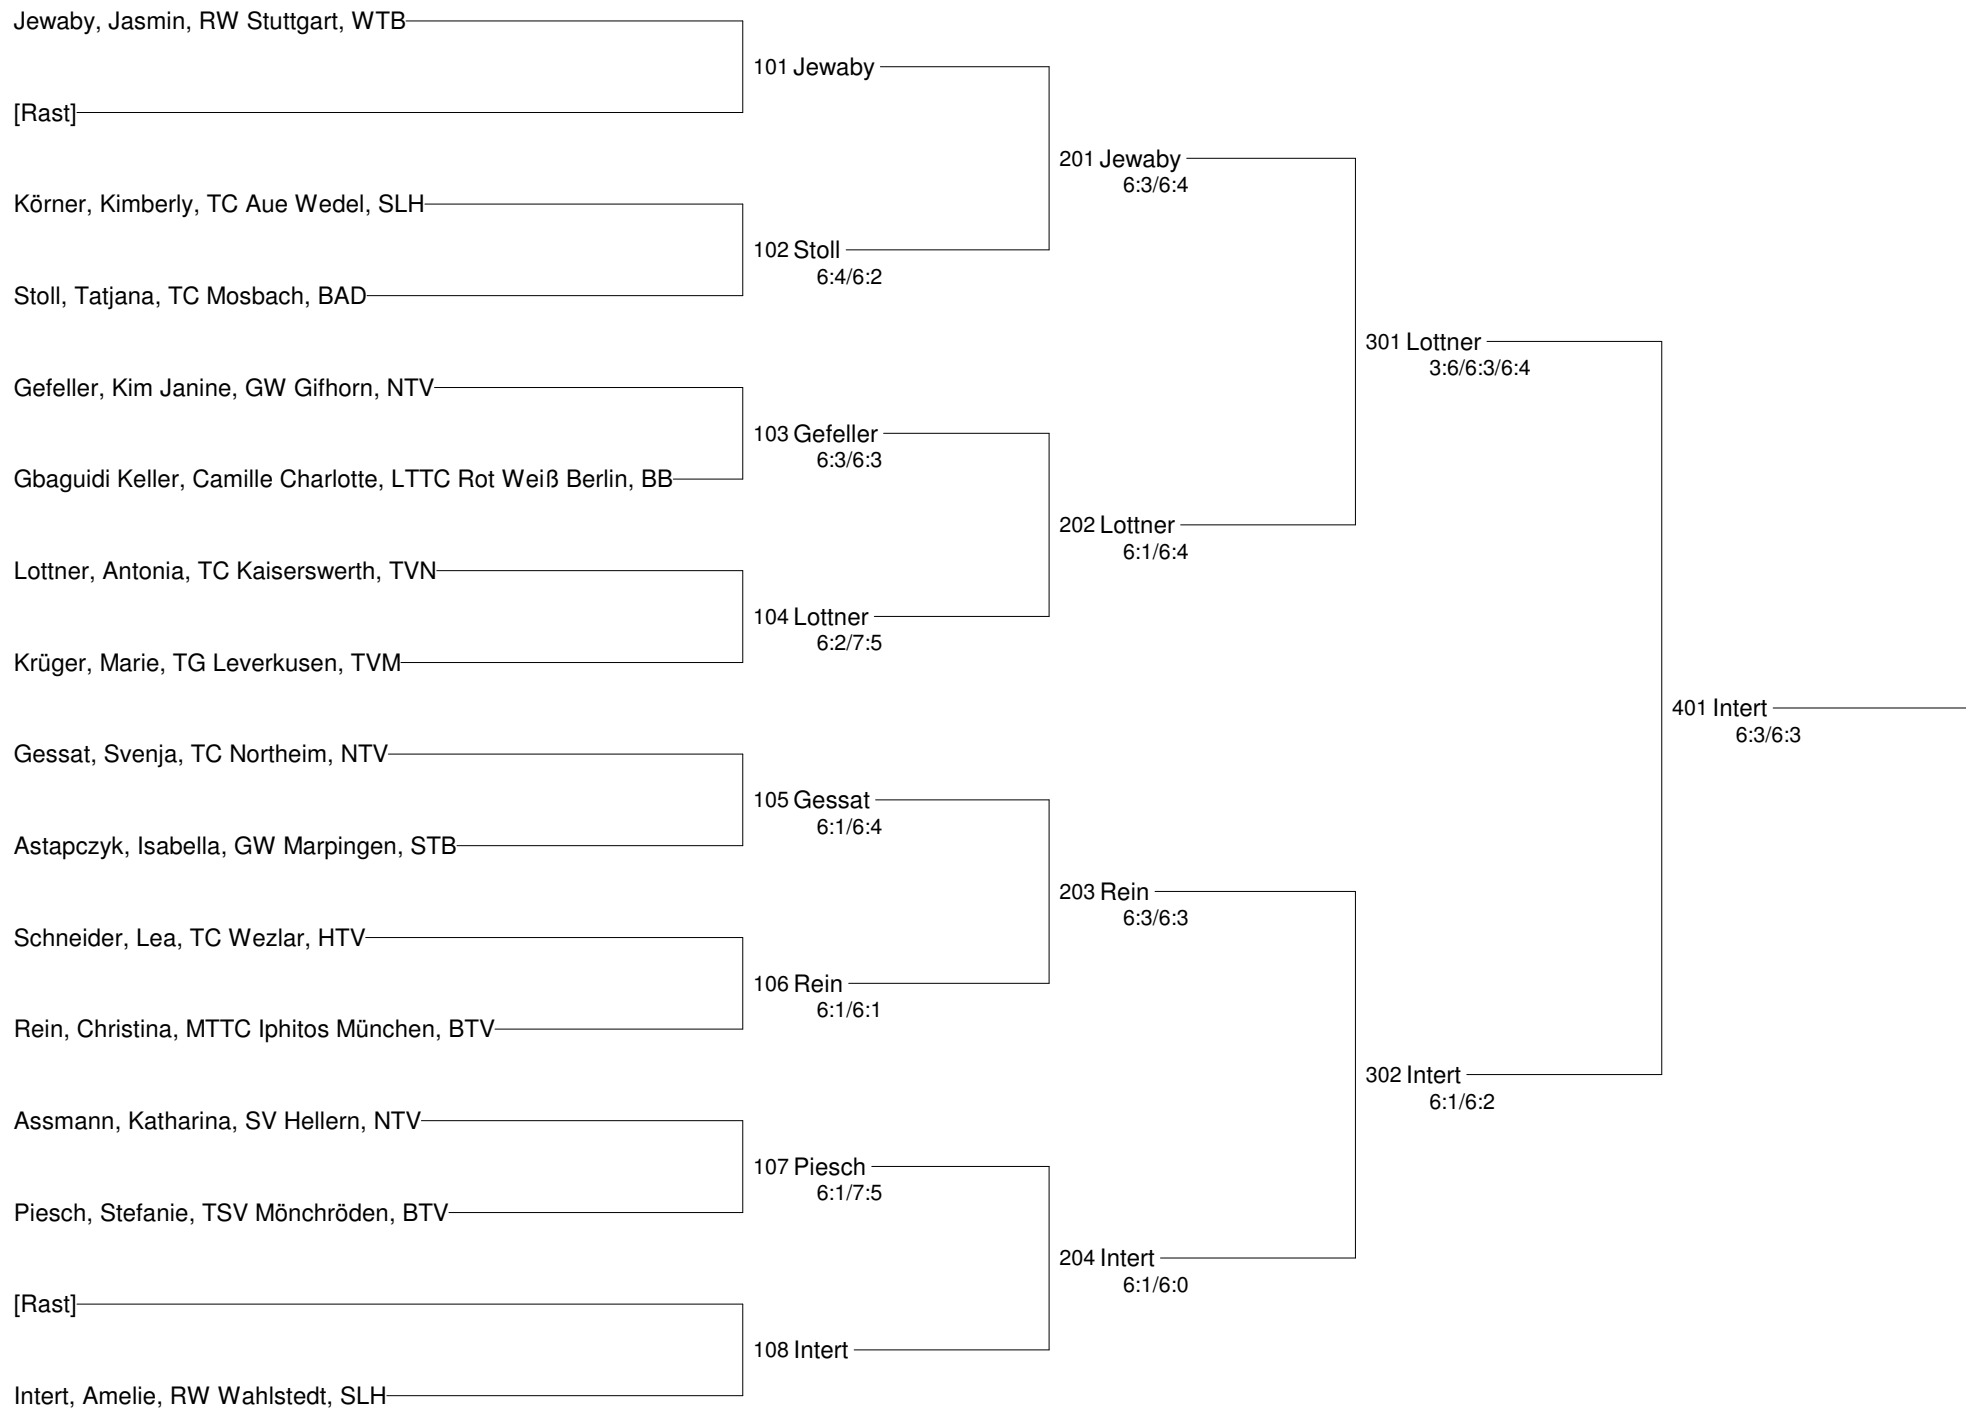 Jewaby, Jasmin, RW Stuttgart, WTB
101 Jewaby
[Rast]
201 Jewaby
6:3/6:4
Körner, Kimberly, TC Aue Wedel, SLH
102 Stoll
6:4/6:2
Stoll, Tatjana, TC Mosbach, BAD
301 Lottner
3:6/6:3/6:4
Gefeller, Kim Janine, GW Gifhorn, NTV
103 Gefeller
6:3/6:3
Gbaguidi Keller, Camille Charlotte, LTTC Rot Weiß Berlin, BB
202 Lottner
6:1/6:4
Lottner, Antonia, TC Kaiserswerth, TVN
104 Lottner
6:2/7:5
Krüger, Marie, TG Leverkusen, TVM
401 Intert
6:3/6:3
Gessat, Svenja, TC Northeim, NTV
105 Gessat
6:1/6:4
Astapczyk, Isabella, GW Marpingen, STB
203 Rein
6:3/6:3
Schneider, Lea, TC Wezlar, HTV
106 Rein
6:1/6:1
Rein, Christina, MTTC Iphitos München, BTV
302 Intert
6:1/6:2
Assmann, Katharina, SV Hellern, NTV
107 Piesch
6:1/7:5
Piesch, Stefanie, TSV Mönchröden, BTV
204 Intert
6:1/6:0
[Rast]
108 Intert
Intert, Amelie, RW Wahlstedt, SLH